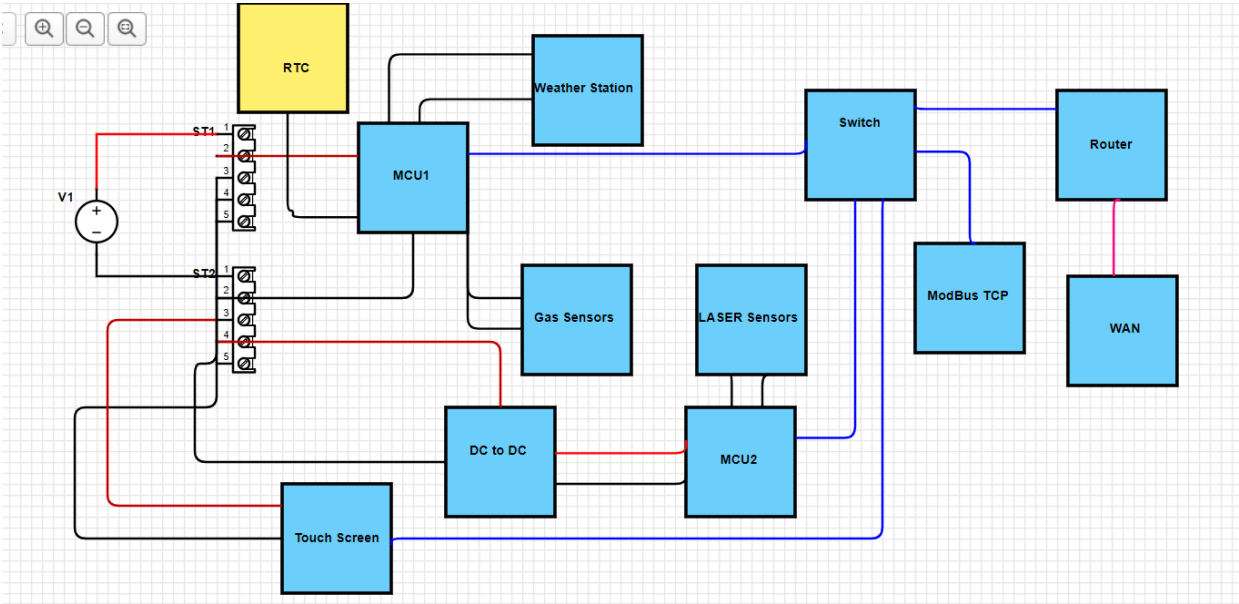 RTC
Weather Station
Switch
Router
ST1
1
2
3
4
5
MCU1
V1
+
−
ST2
1
2
3
4
5
Gas Sensors
LASER Sensors
ModBus TCP
WAN
DC to DC
MCU2
Touch Screen